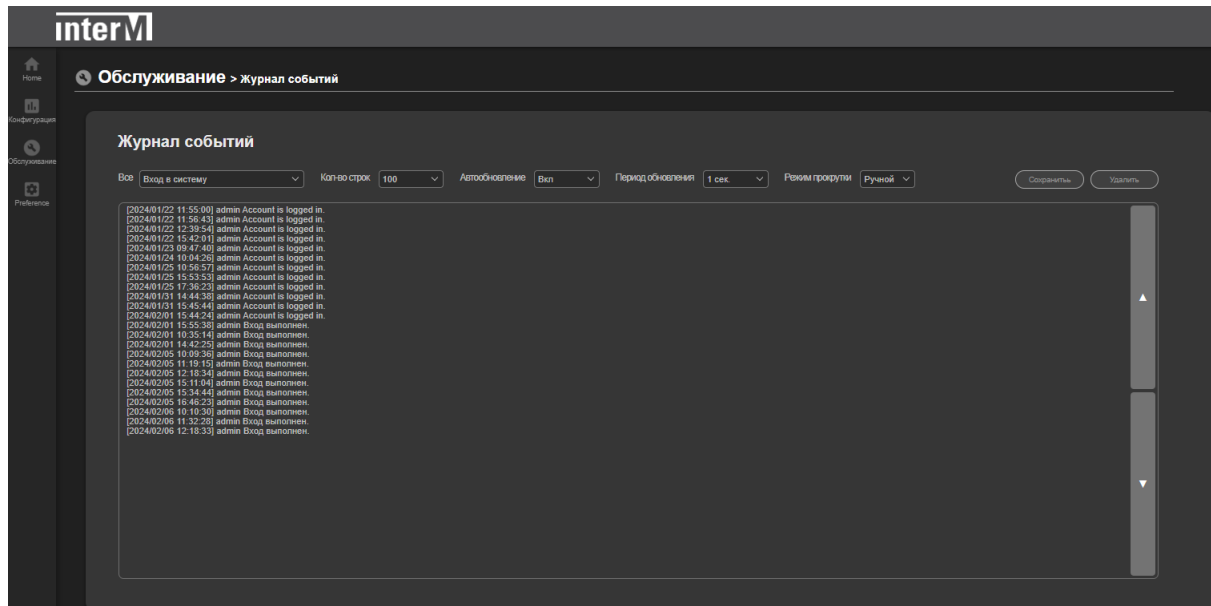 interM
Home
Конфигурация
Обслуживание
Preference
Обслуживание > Журнал событий
Журнал событий
Все Вход в систему Кол-во строк 100 Автообновление Вкл Период обновления 1 сек. Режим прокрутки Ручной Сохранитьь Удалить
[2024/01/22 11:55:00] admin Account is logged in.
[2024/01/22 11:56:43] admin Account is logged in.
[2024/01/22 12:39:54] admin Account is logged in.
[2024/01/22 15:42:01] admin Account is logged in.
[2024/01/23 09:47:40] admin Account is logged in.
[2024/01/24 10:04:26] admin Account is logged in.
[2024/01/25 10:56:57] admin Account is logged in.
[2024/01/25 15:53:53] admin Account is logged in.
[2024/01/25 17:36:23] admin Account is logged in.
[2024/01/31 14:44:38] admin Account is logged in.
[2024/01/31 15:45:44] admin Account is logged in.
[2024/02/01 15:44:24] admin Account is logged in.
[2024/02/01 15:55:38] admin Вход выполнен.
[2024/02/01 10:35:14] admin Вход выполнен.
[2024/02/01 14:42:25] admin Вход выполнен.
[2024/02/05 10:09:36] admin Вход выполнен.
[2024/02/05 11:19:15] admin Вход выполнен.
[2024/02/05 12:18:34] admin Вход выполнен.
[2024/02/05 15:11:04] admin Вход выполнен.
[2024/02/05 15:34:44] admin Вход выполнен.
[2024/02/05 16:46:23] admin Вход выполнен.
[2024/02/06 10:10:30] admin Вход выполнен.
[2024/02/06 11:32:28] admin Вход выполнен.
[2024/02/06 12:18:33] admin Вход выполнен.